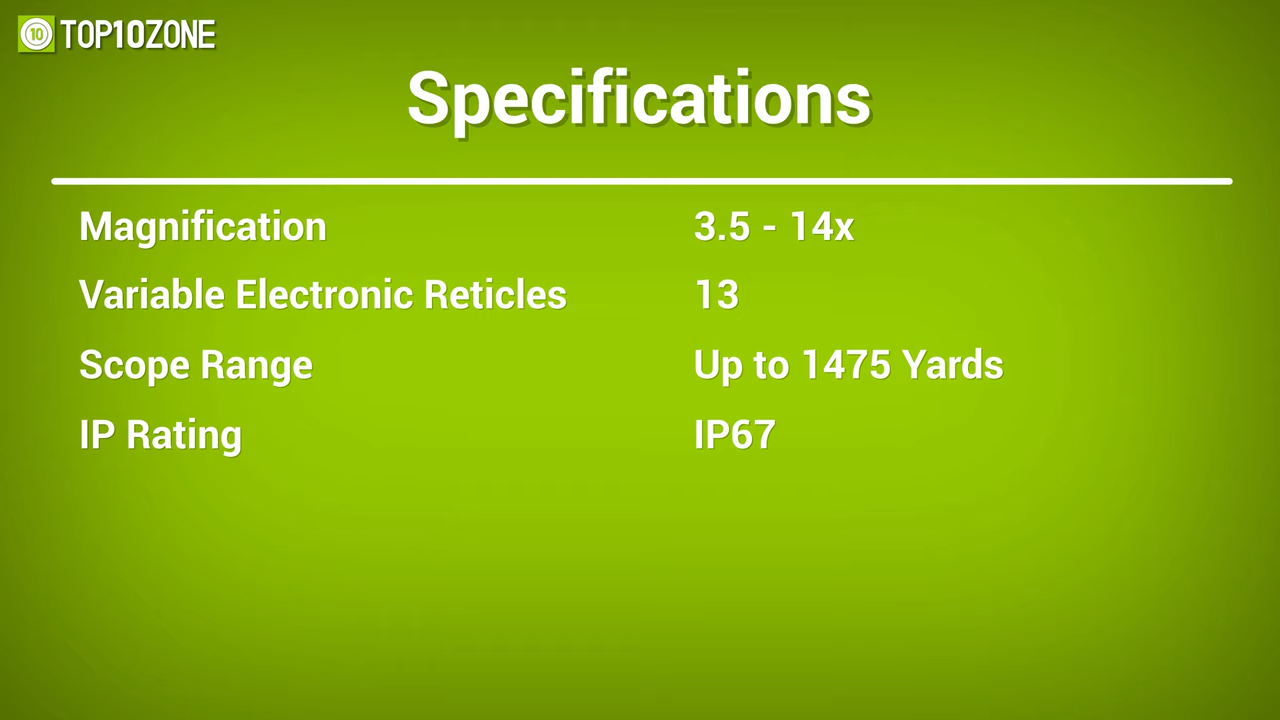 10 TOP10ZONE
Specifications
Magnification 3.5 - 14x
Variable Electronic Reticles 13
Scope Range Up to 1475 Yards
IP Rating IP67